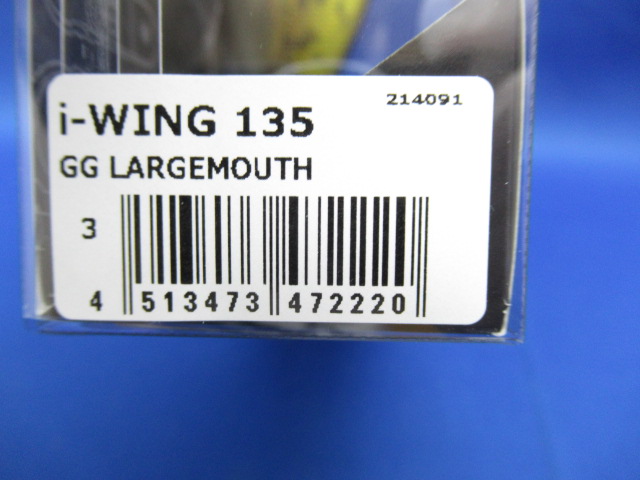 214091
i-WING 135
GG LARGEMOUTH
3
4 513473 472220